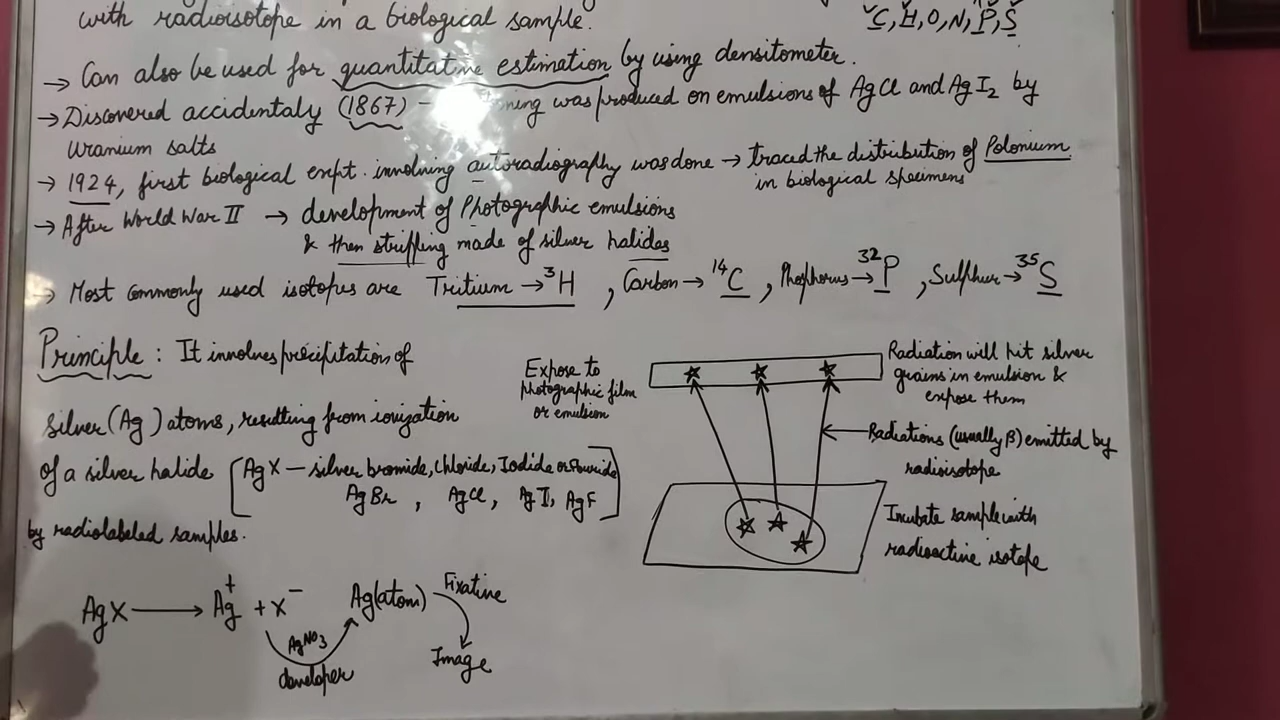 with radioisotope in a biological sample.
C, H, O, N, P, S
→ Can also be used for quantitative estimation by using densitometer.
→ Discovered accidentaly (1867) - was produced on emulsions of AgCl and AgI2 by
Uranium salts
→ 1924, first biological expt. involving autoradiography was done → traced the distribution of Polonium
in biological specimens
→ After World War II → development of Photographic emulsions
& then stripping made of silver halides
→ Most commonly used isotopes are Tritium → ³H, Carbon → ¹⁴C, Phosphorus → ³²P, Sulphur → ³⁵S
Principle : It involves precipitation of
silver (Ag) atoms, resulting from ionization
of a silver halide [AgX — silver bromide, Chloride, Iodide or Flouride
AgBr, AgCl, AgI, AgF]
by radiolabeled samples.
AgX → Ag⁺ + X⁻
AgNO3
developer
Ag(atom)
Fixative
Image
Expose to
photographic film
or emulsion
Radiation will hit silver
grains in emulsion &
expose them
Radiations (usually β) emitted by
radioisotope
Incubate sample with
radioactive isotope